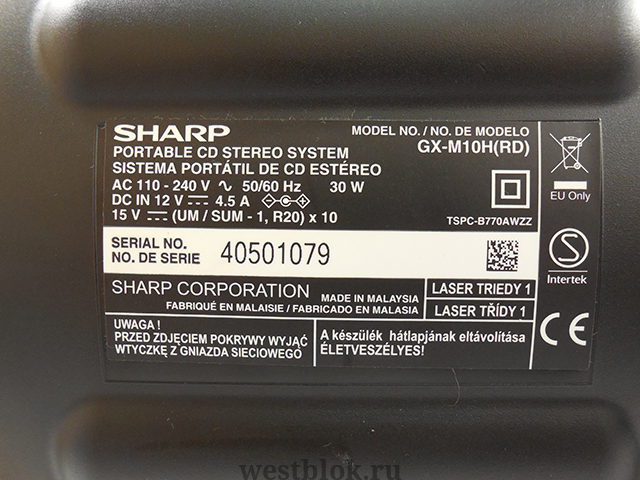 SHARP
MODEL NO. / NO. DE MODELO
GX-M10H(RD)
PORTABLE CD STEREO SYSTEM
SISTEMA PORTÁTIL DE CD ESTÉREO
AC 110 - 240 V ∿ 50/60 Hz 30 W
DC IN 12 V ⎓ 4.5 A
15 V ⎓ (UM / SUM - 1, R20) x 10
TSPC-B770AWZZ
EU Only
SERIAL NO.
NO. DE SERIE
40501079
S
Intertek
SHARP CORPORATION
MADE IN MALAYSIA
FABRIQUÉ EN MALAISIE / FABRICADO EN MALASIA
LASER TRIEDY 1
LASER TŘÍDY 1
UWAGA !
PRZED ZDJĘCIEM POKRYWY WYJĄĆ
WTYCZKĘ Z GNIAZDA SIECIOWEGO
A készülék hátlapjának eltávolítása
ÉLETVESZÉLYES!
CE
westblok.ru